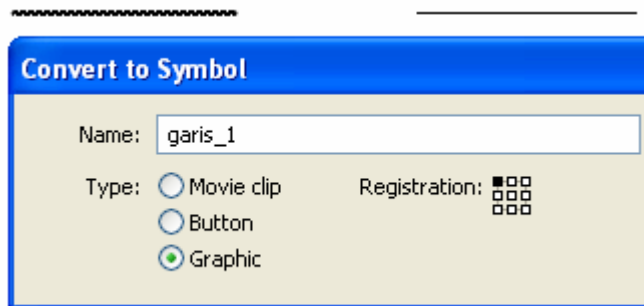 Convert to Symbol
Name: garis_1
Type: Movie clip Registration:
Button
Graphic